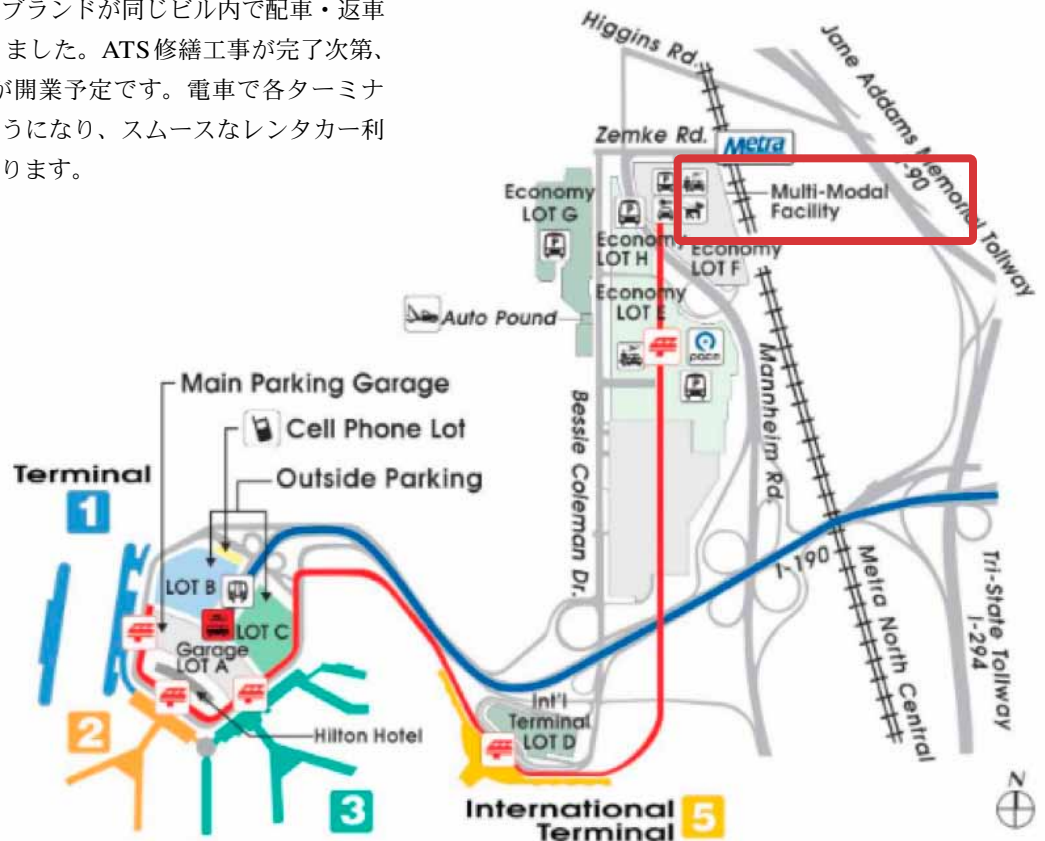 ブランドが同じビル内で配車・返車
ました。ATS修繕工事が完了次第、
が開業予定です。電車で各ターミナ
うになり、スムースなレンタカー利
ります。
Higgins Rd.
Jane Addams Memorial Tollway
I-90
Zemke Rd.
Metra
Multi-Modal
Facility
Economy
LOT G
Economy
LOT H
Economy
LOT F
Economy
LOT E
Auto Pound
pace
Main Parking Garage
Cell Phone Lot
Outside Parking
Terminal
1
Bessie Coleman Dr.
Mannheim Rd.
I-190
Metra North Central
Tri-State Tollway
I-294
LOT B
LOT C
Garage
LOT A
Hilton Hotel
2
3
Int'l
Terminal
LOT D
International
Terminal
5
N